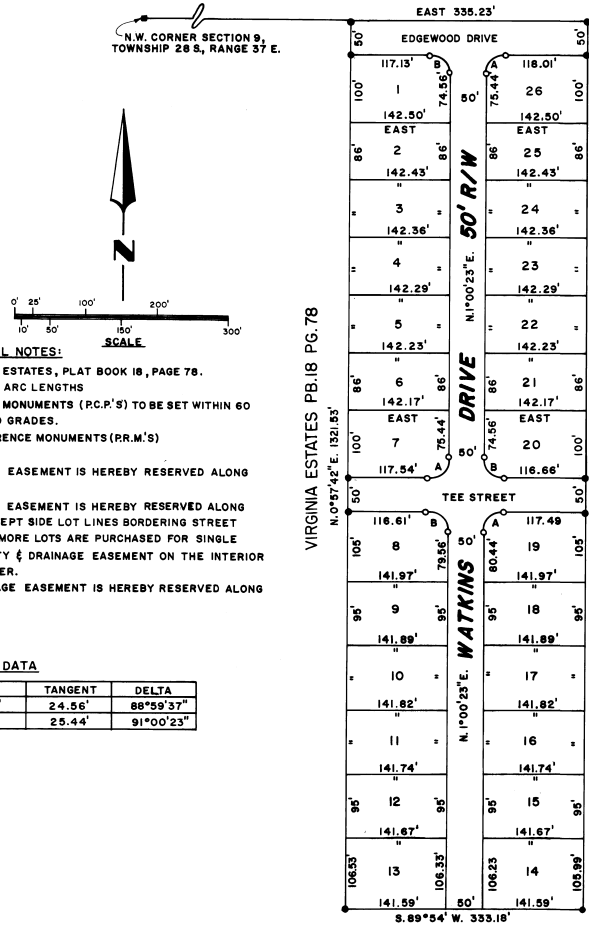 EAST 335.23'
N.W. CORNER SECTION 9,
TOWNSHIP 28 S., RANGE 37 E.
50' EDGEWOOD DRIVE 50'
117.13' B A 118.01'
100' 1 74.56' 50' 75.44' 26 100'
142.50' 142.50'
EAST EAST
86' 2 86' 86' 25 86'
142.43' 142.43'
" "
" 3 " " 24 "
142.36' 142.36'
" "
" 4 " " 23 "
142.29' 142.29'
" "
" 5 " " 22 "
142.23' 142.23'
" "
86' 6 86' 86' 21 86'
142.17' 142.17'
EAST EAST
100' 7 75.44' 50' 74.56' 20 100'
117.54' A B 116.66'
50' TEE STREET 50'
116.61' B A 117.49
105' 8 79.56' 50' 80.44' 19 105'
141.97' 141.97'
" "
95' 9 95' 95' 18 95'
141.89' 141.89'
" "
" 10 " " 17 "
141.82' 141.82'
" "
" 11 " " 16 "
141.74' 141.74'
" "
95' 12 95' 95' 15 95'
141.67' 141.67'
" "
106.53' 13 106.33' 106.23 14 105.99'
141.59' 50' 141.59'
S.89°54' W. 333.18'
WATKINS DRIVE 50' R/W
N.1°00'23"E.
N.1°00'23"E.
VIRGINIA ESTATES PB.18 PG.78
N.0°57'42"E. 1321.53'
N
0' 25' 100' 200'
10' 50' 150' 300'
SCALE
L NOTES:
ESTATES, PLAT BOOK 18, PAGE 78.
ARC LENGTHS
MONUMENTS (P.C.P.'S) TO BE SET WITHIN 60
GRADES.
RENCE MONUMENTS (P.R.M.'S)
EASEMENT IS HEREBY RESERVED ALONG
EASEMENT IS HEREBY RESERVED ALONG
EPT SIDE LOT LINES BORDERING STREET
MORE LOTS ARE PURCHASED FOR SINGLE
TY & DRAINAGE EASEMENT ON THE INTERIOR
ER.
AGE EASEMENT IS HEREBY RESERVED ALONG
DATA
TANGENT DELTA
' 24.56' 88°59'37"
25.44' 91°00'23"